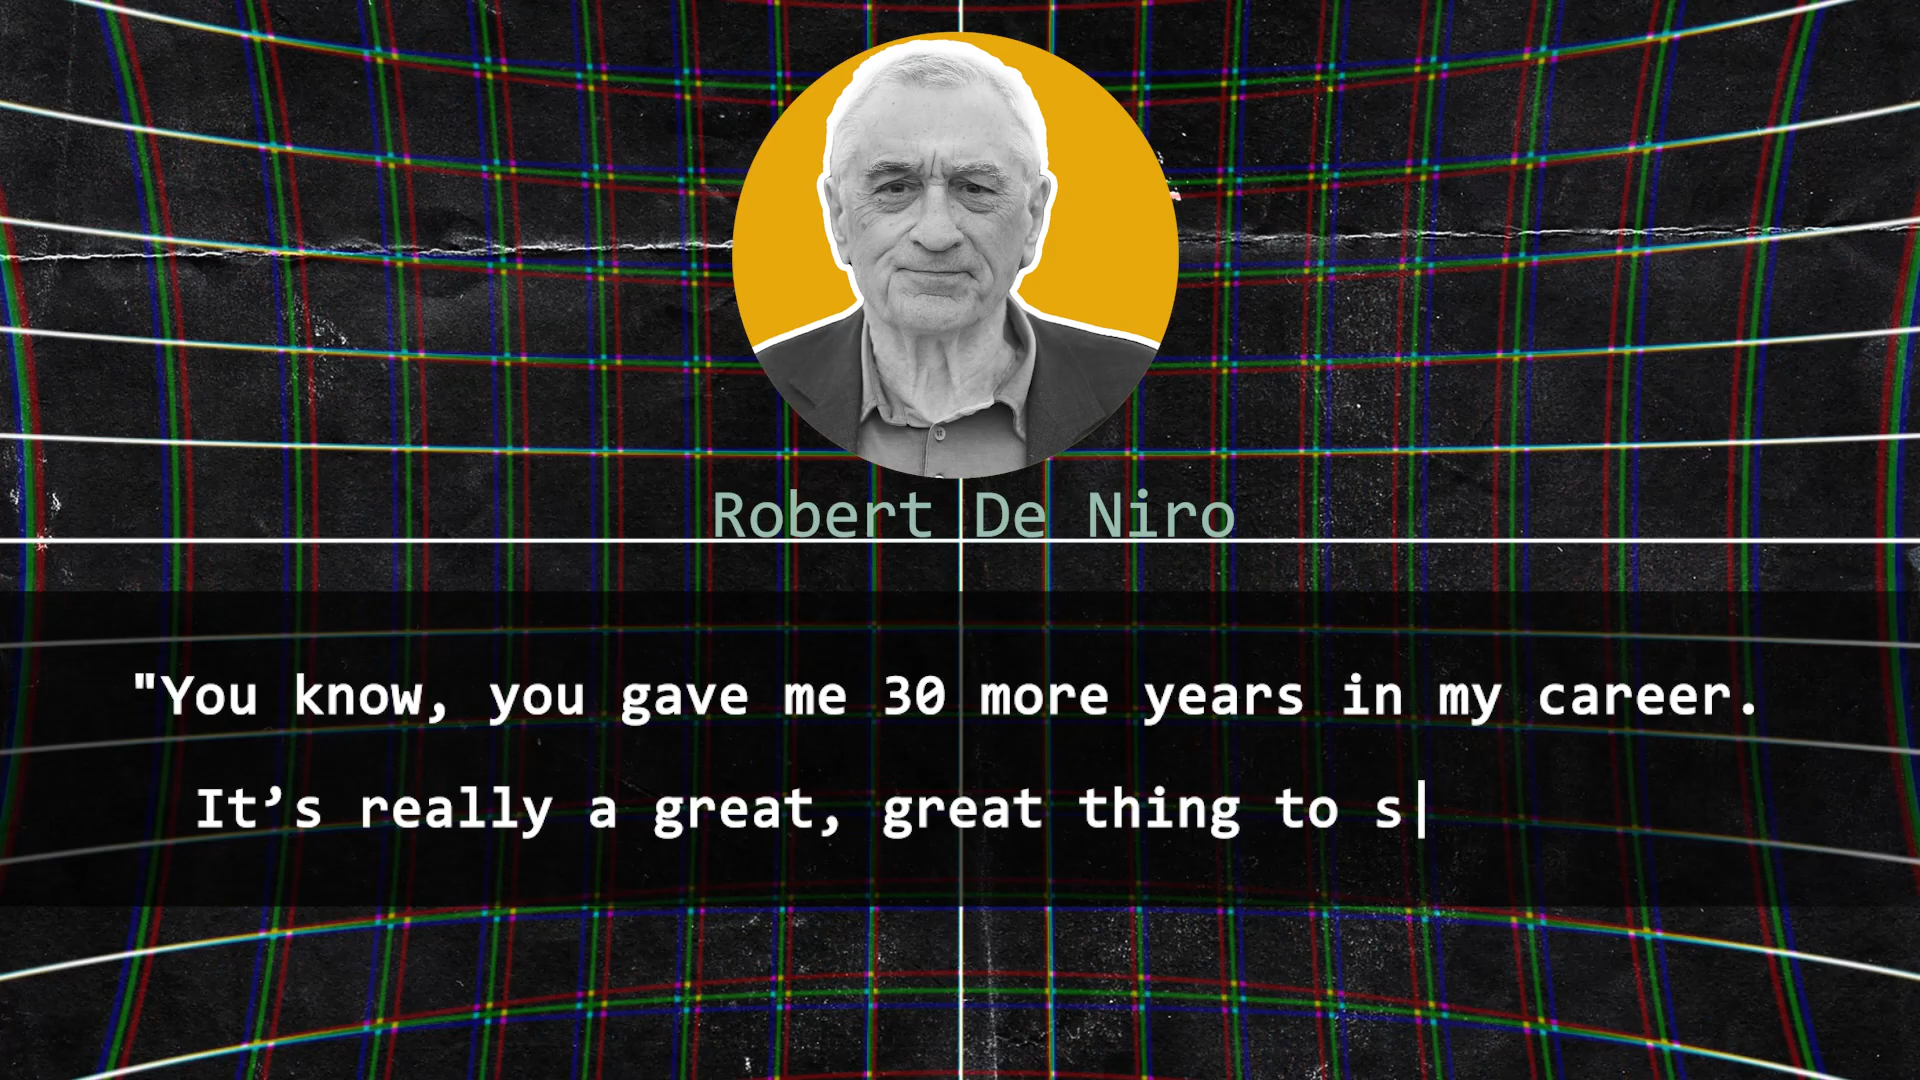 Robert De Niro
"You know, you gave me 30 more years in my career.
It’s really a great, great thing to s